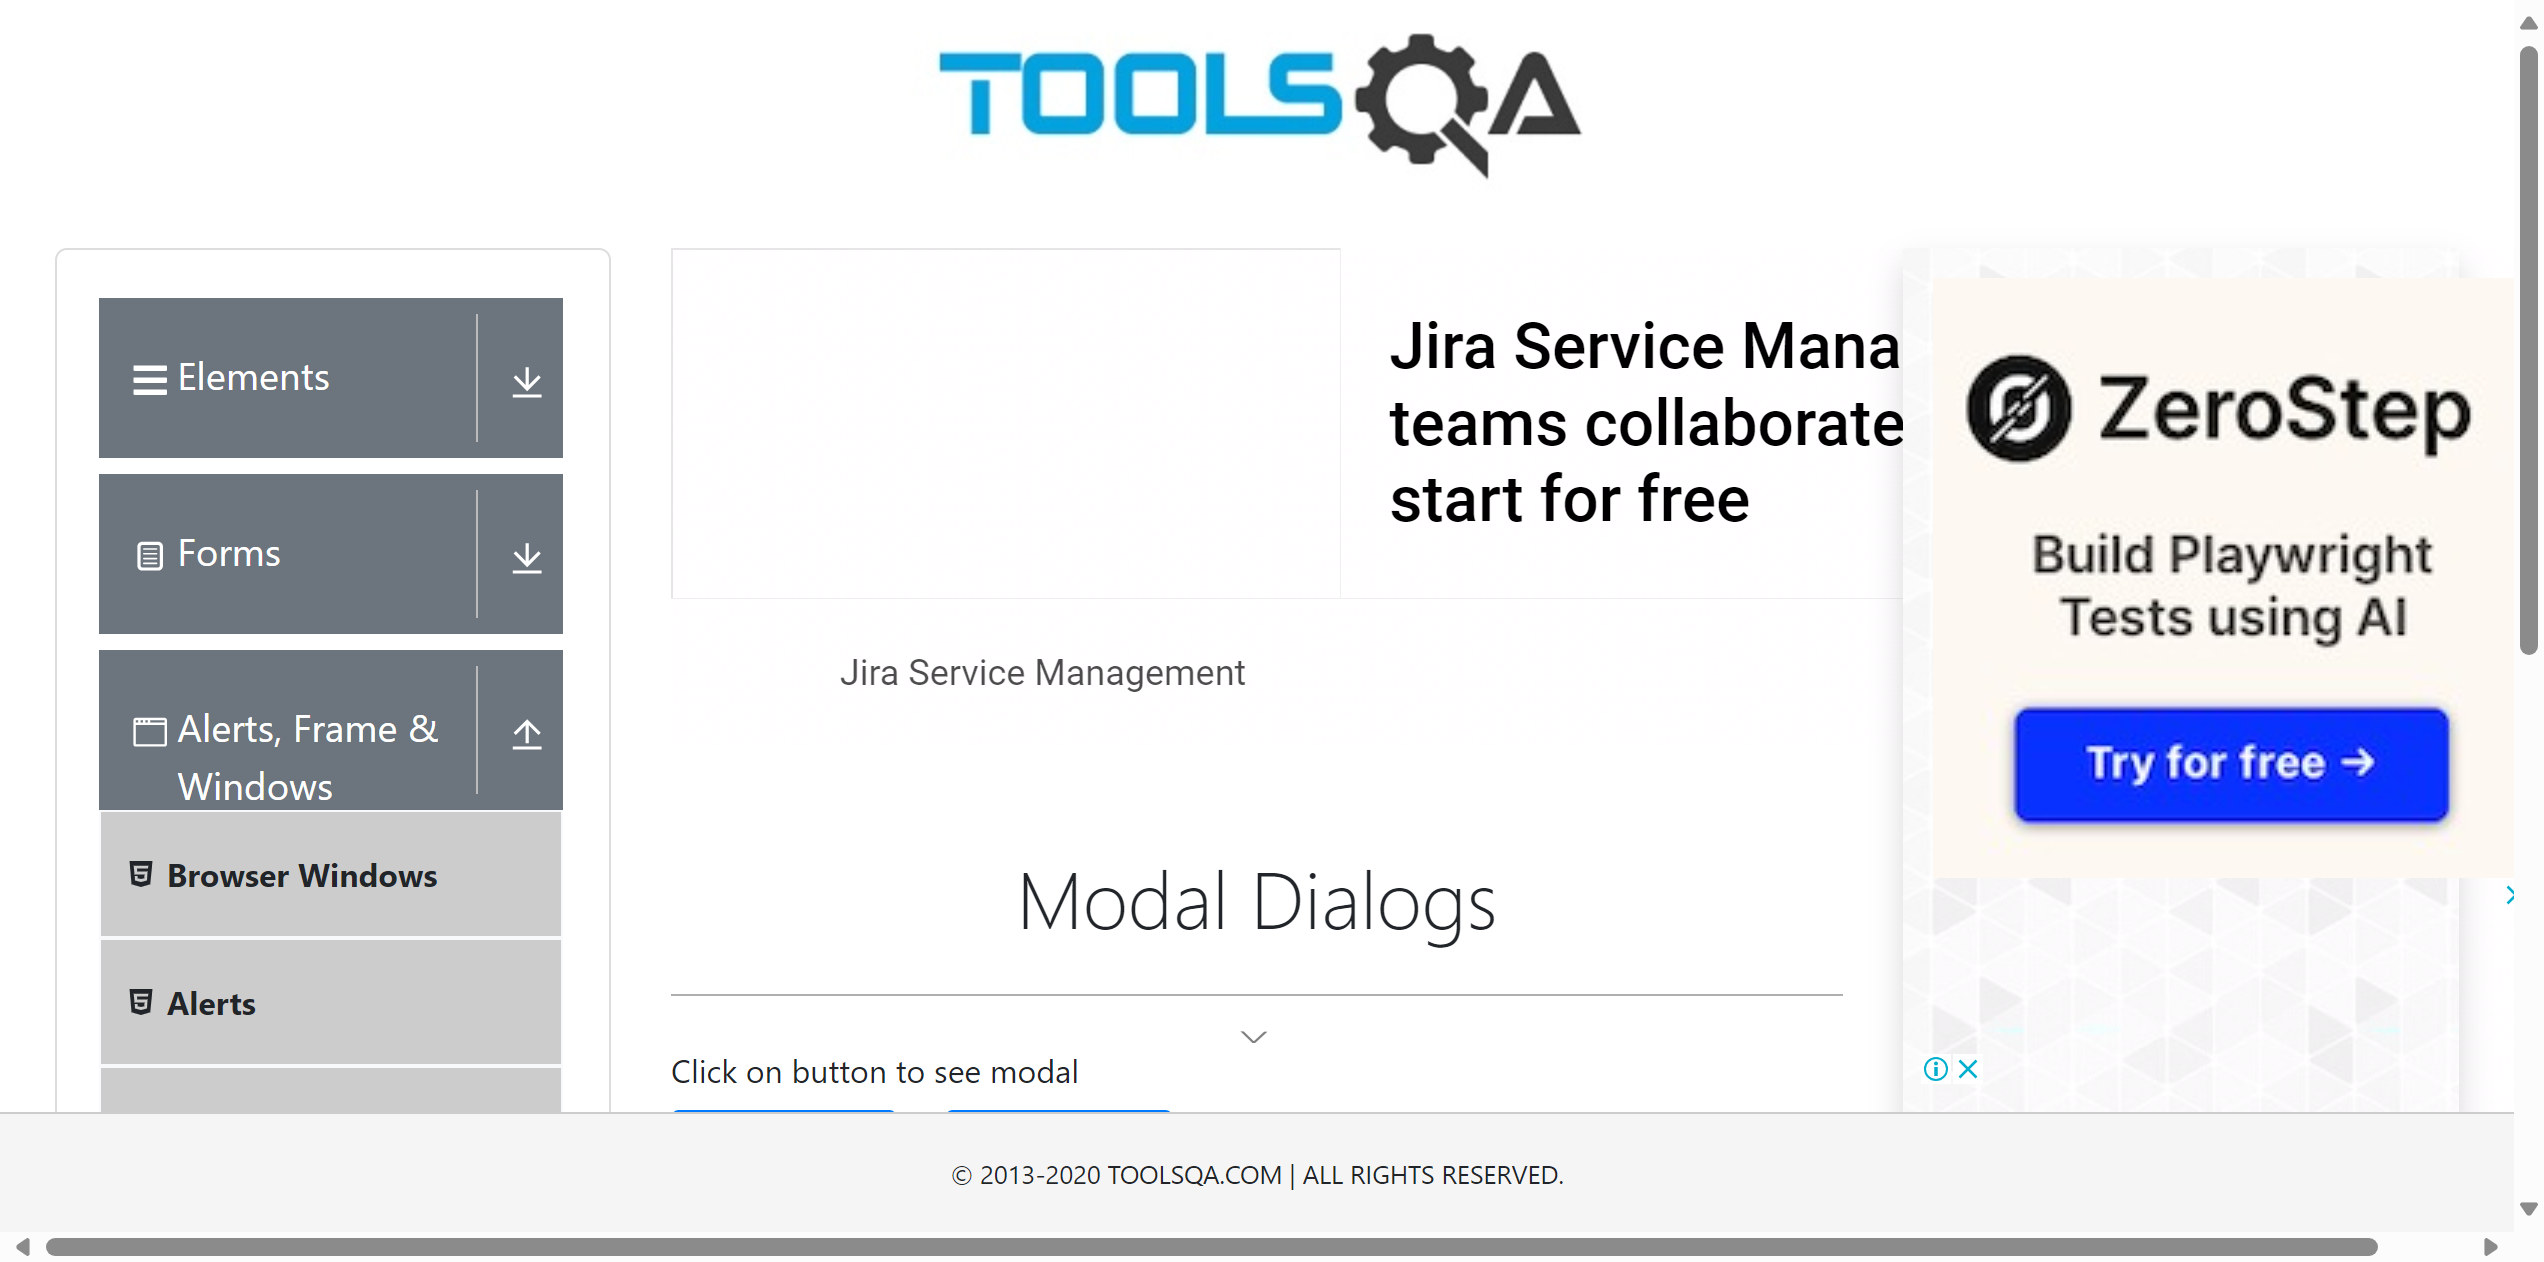 TOOLSQA
Elements
Forms
Alerts, Frame &
Windows
Browser Windows
Alerts
Jira Service Mana
teams collaborate
start for free
Jira Service Management
Modal Dialogs
Click on button to see modal
ZeroStep
Build Playwright
Tests using AI
Try for free →
© 2013-2020 TOOLSQA.COM | ALL RIGHTS RESERVED.